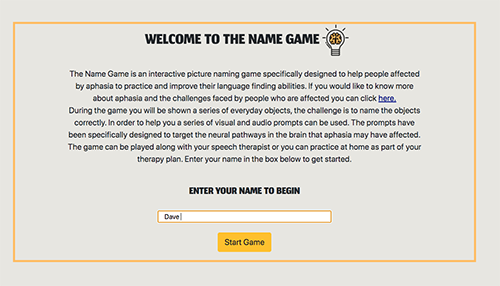 WELCOME TO THE NAME GAME
The Name Game is an interactive picture naming game specifically designed to help people affected
by aphasia to practice and improve their language finding abilities. If you would like to know more
about aphasia and the challenges faced by people who are affected you can click here.
During the game you will be shown a series of everyday objects, the challenge is to name the objects
correctly. In order to help you a series of visual and audio prompts can be used. The prompts have
been specifically designed to target the neural pathways in the brain that aphasia may have affected.
The game can be played along with your speech therapist or you can practice at home as part of your
therapy plan. Enter your name in the box below to get started.
ENTER YOUR NAME TO BEGIN
Dave
Start Game